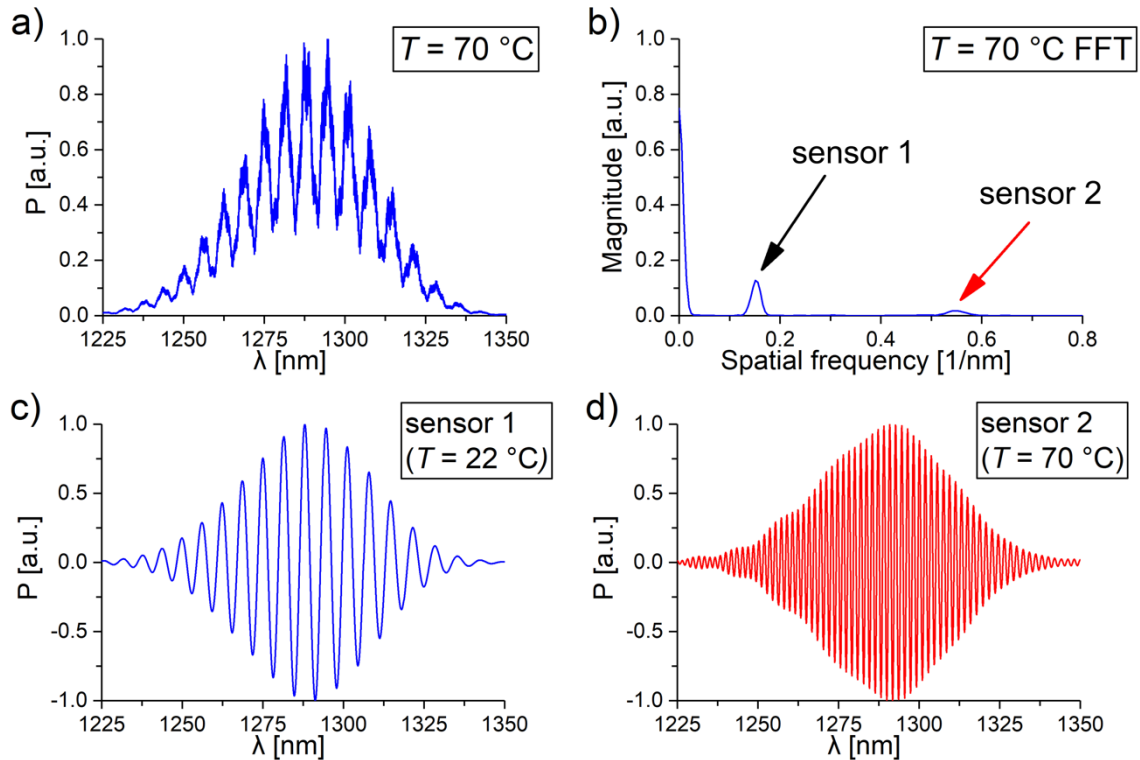 a)
T = 70 °C
P [a.u.]
1.0
0.8
0.6
0.4
0.2
0.0
1225 1250 1275 1300 1325 1350
λ [nm]
b)
T = 70 °C FFT
Magnitude [a.u.]
1.0
0.8
0.6
0.4
0.2
0.0
sensor 1
sensor 2
0.0 0.2 0.4 0.6 0.8
Spatial frequency [1/nm]
c)
sensor 1
(T = 22 °C)
P [a.u.]
1.0
0.5
0.0
-0.5
-1.0
1225 1250 1275 1300 1325 1350
λ [nm]
d)
sensor 2
(T = 70 °C)
P [a.u.]
1.0
0.5
0.0
-0.5
-1.0
1225 1250 1275 1300 1325 1350
λ [nm]